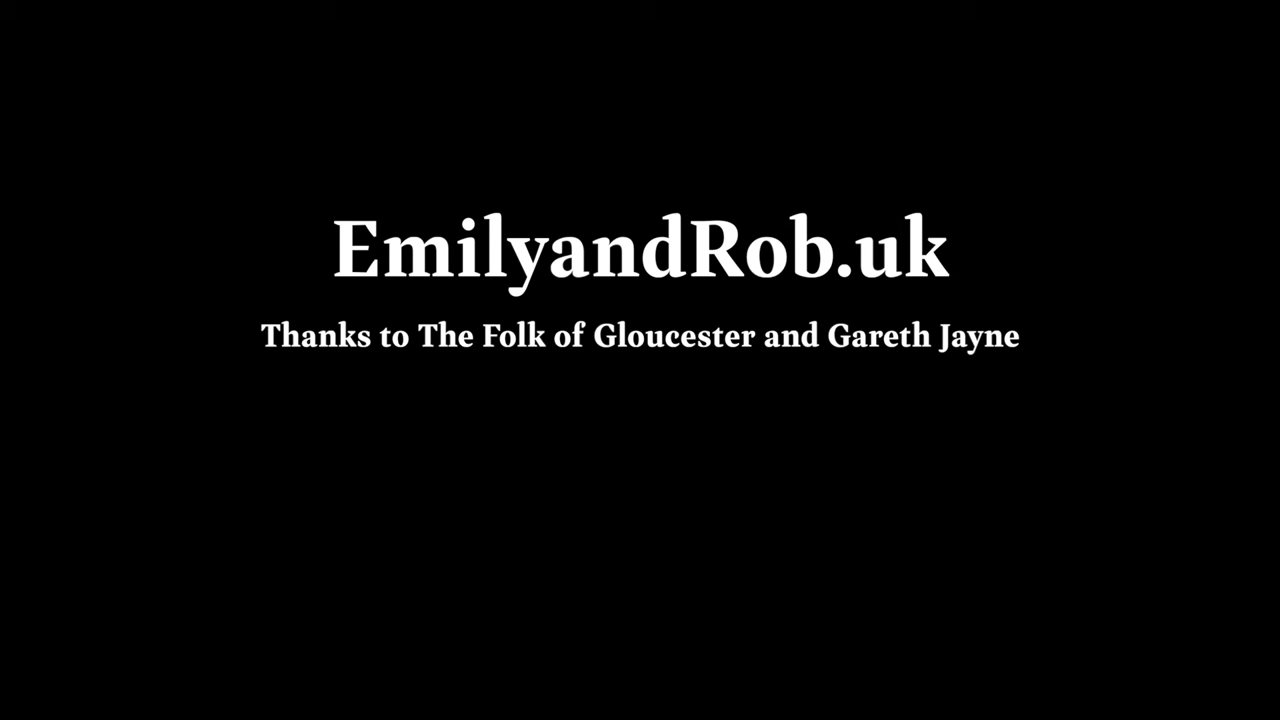 EmilyandRob.uk
Thanks to The Folk of Gloucester and Gareth Jayne